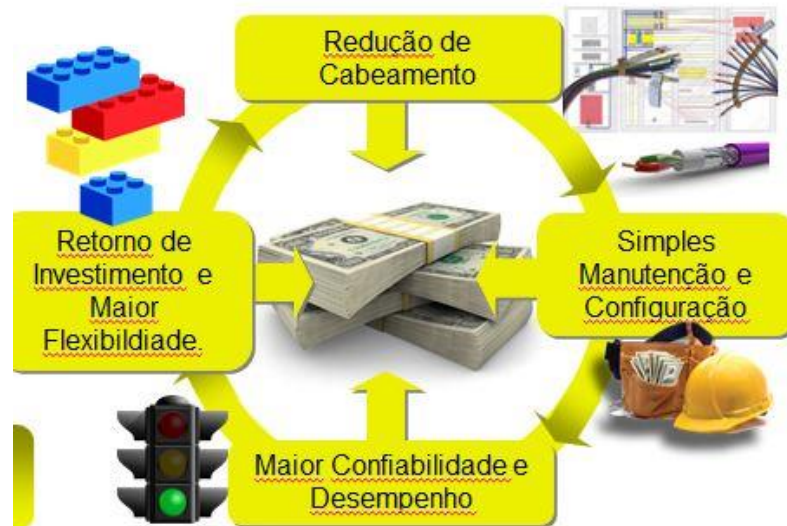 Redução de
Cabeamento
Simples
Manutenção e
Configuração
Maior Confiabilidade e
Desempenho
Retorno de
Investimento e
Maior
Flexibildiade.